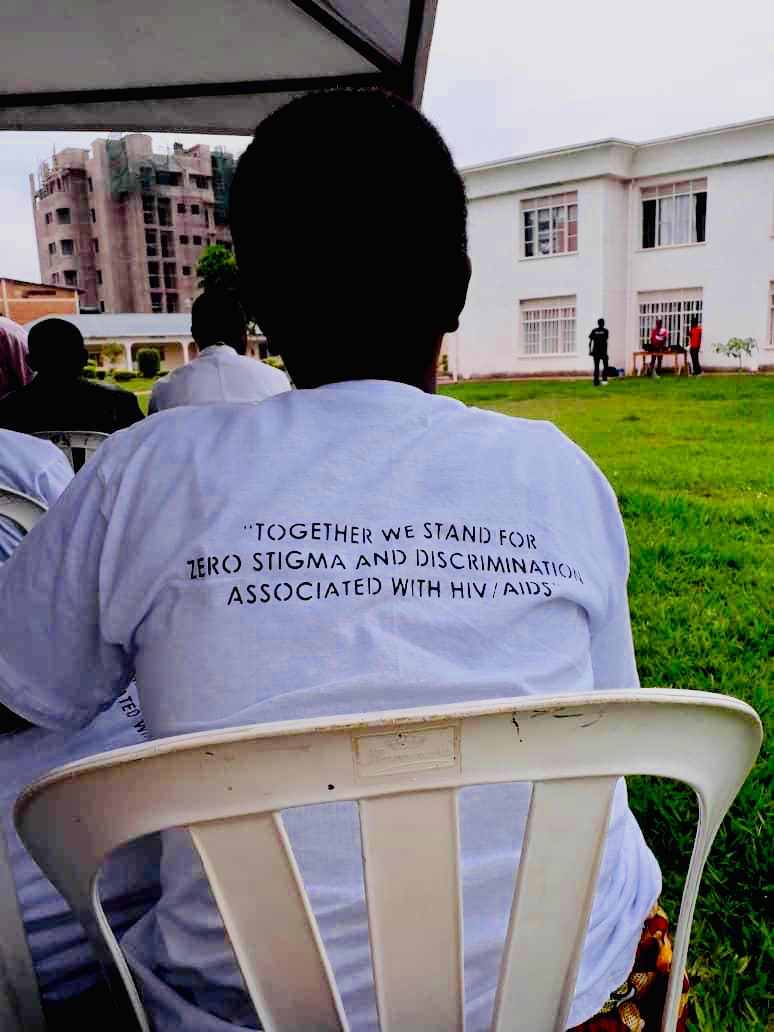 "TOGETHER WE STAND FOR
ZERO STIGMA AND DISCRIMINATION
ASSOCIATED WITH HIV/AIDS"